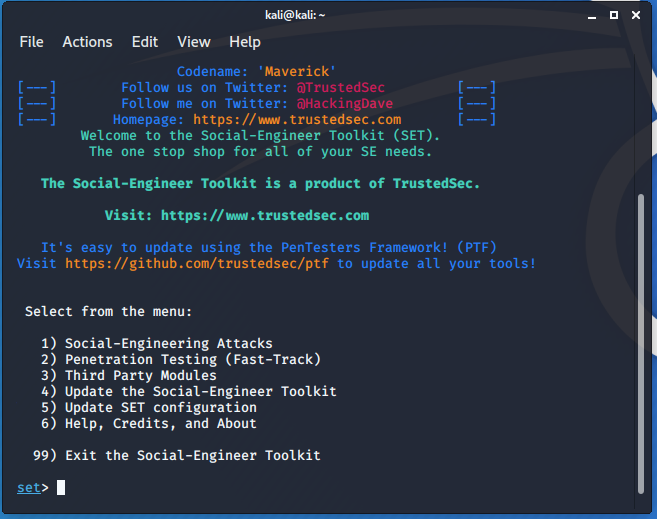 kali@kali: ~
File Actions Edit View Help
Codename: 'Maverick'
[---] Follow us on Twitter: @TrustedSec [---]
[---] Follow me on Twitter: @HackingDave [---]
[---] Homepage: https://www.trustedsec.com [---]
Welcome to the Social-Engineer Toolkit (SET).
The one stop shop for all of your SE needs.
The Social-Engineer Toolkit is a product of TrustedSec.
Visit: https://www.trustedsec.com
It's easy to update using the PenTesters Framework! (PTF)
Visit https://github.com/trustedsec/ptf to update all your tools!
Select from the menu:
1) Social-Engineering Attacks
2) Penetration Testing (Fast-Track)
3) Third Party Modules
4) Update the Social-Engineer Toolkit
5) Update SET configuration
6) Help, Credits, and About
99) Exit the Social-Engineer Toolkit
set>